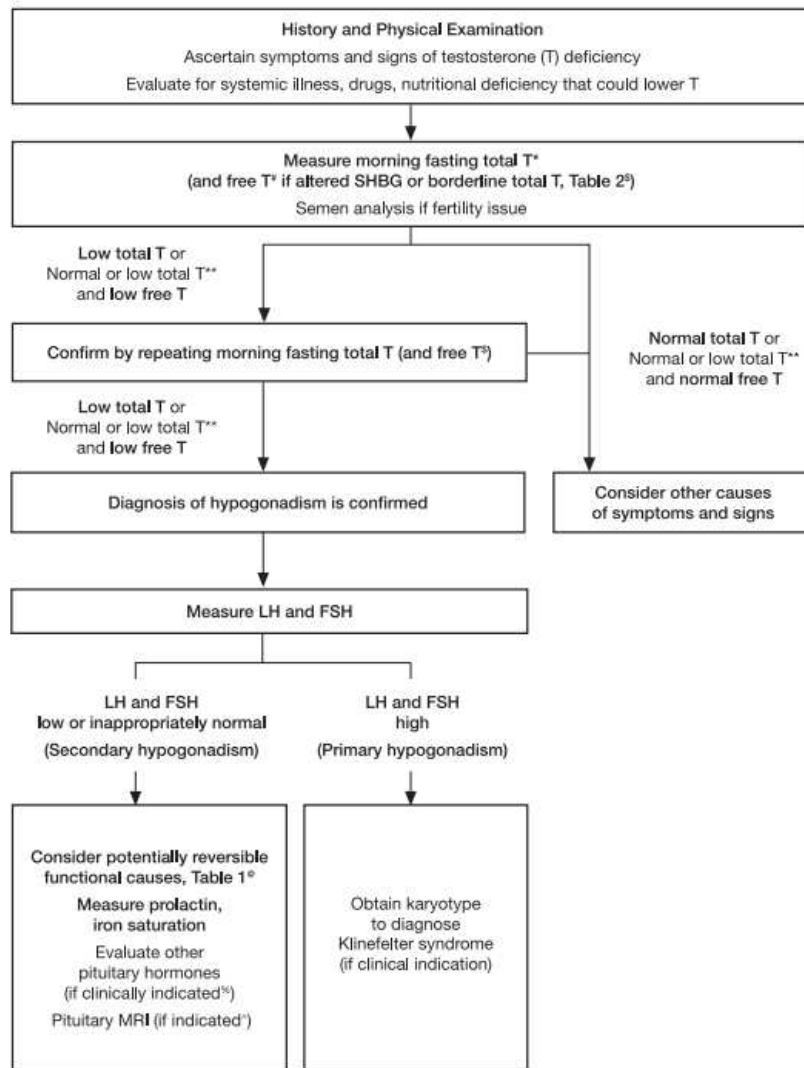 History and Physical Examination
Ascertain symptoms and signs of testosterone (T) deficiency
Evaluate for systemic illness, drugs, nutritional deficiency that could lower T
Measure morning fasting total T*
(and free T¥ if altered SHBG or borderline total T, Table 2$)
Semen analysis if fertility issue
Low total T or
Normal or low total T**
and low free T
Normal total T or
Normal or low total T**
and normal free T
Confirm by repeating morning fasting total T (and free T$)
Low total T or
Normal or low total T**
and low free T
Diagnosis of hypogonadism is confirmed
Consider other causes
of symptoms and signs
Measure LH and FSH
LH and FSH
low or inappropriately normal
(Secondary hypogonadism)
LH and FSH
high
(Primary hypogonadism)
Consider potentially reversible
functional causes, Table 1@
Measure prolactin,
iron saturation
Evaluate other
pituitary hormones
(if clinically indicated%)
Pituitary MRI (if indicated^)
Obtain karyotype
to diagnose
Klinefelter syndrome
(if clinical indication)